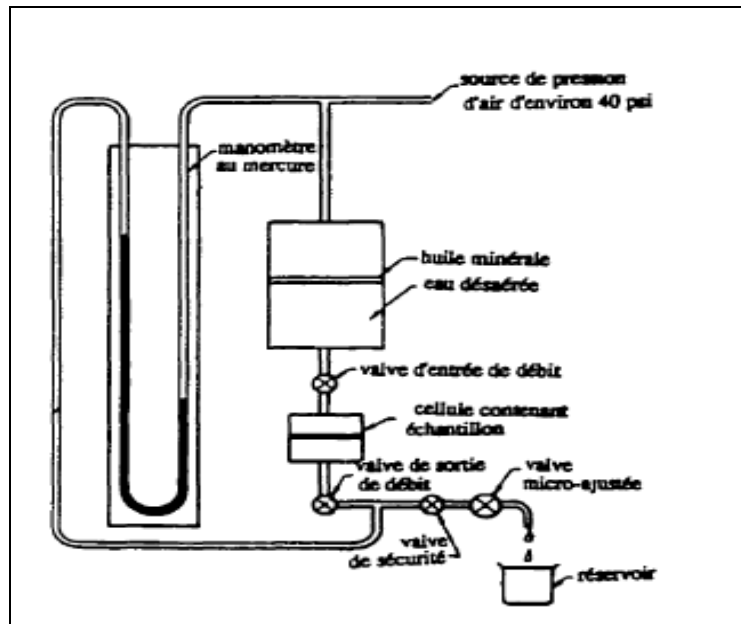 source de pression
d'air d'environ 40 psi
manomètre
au mercure
huile minérale
eau désaérée
valve d'entrée de débit
cellule contenant
échantillon
valve de sortie
de débit
valve
micro-ajustée
valve
de sécurité
réservoir